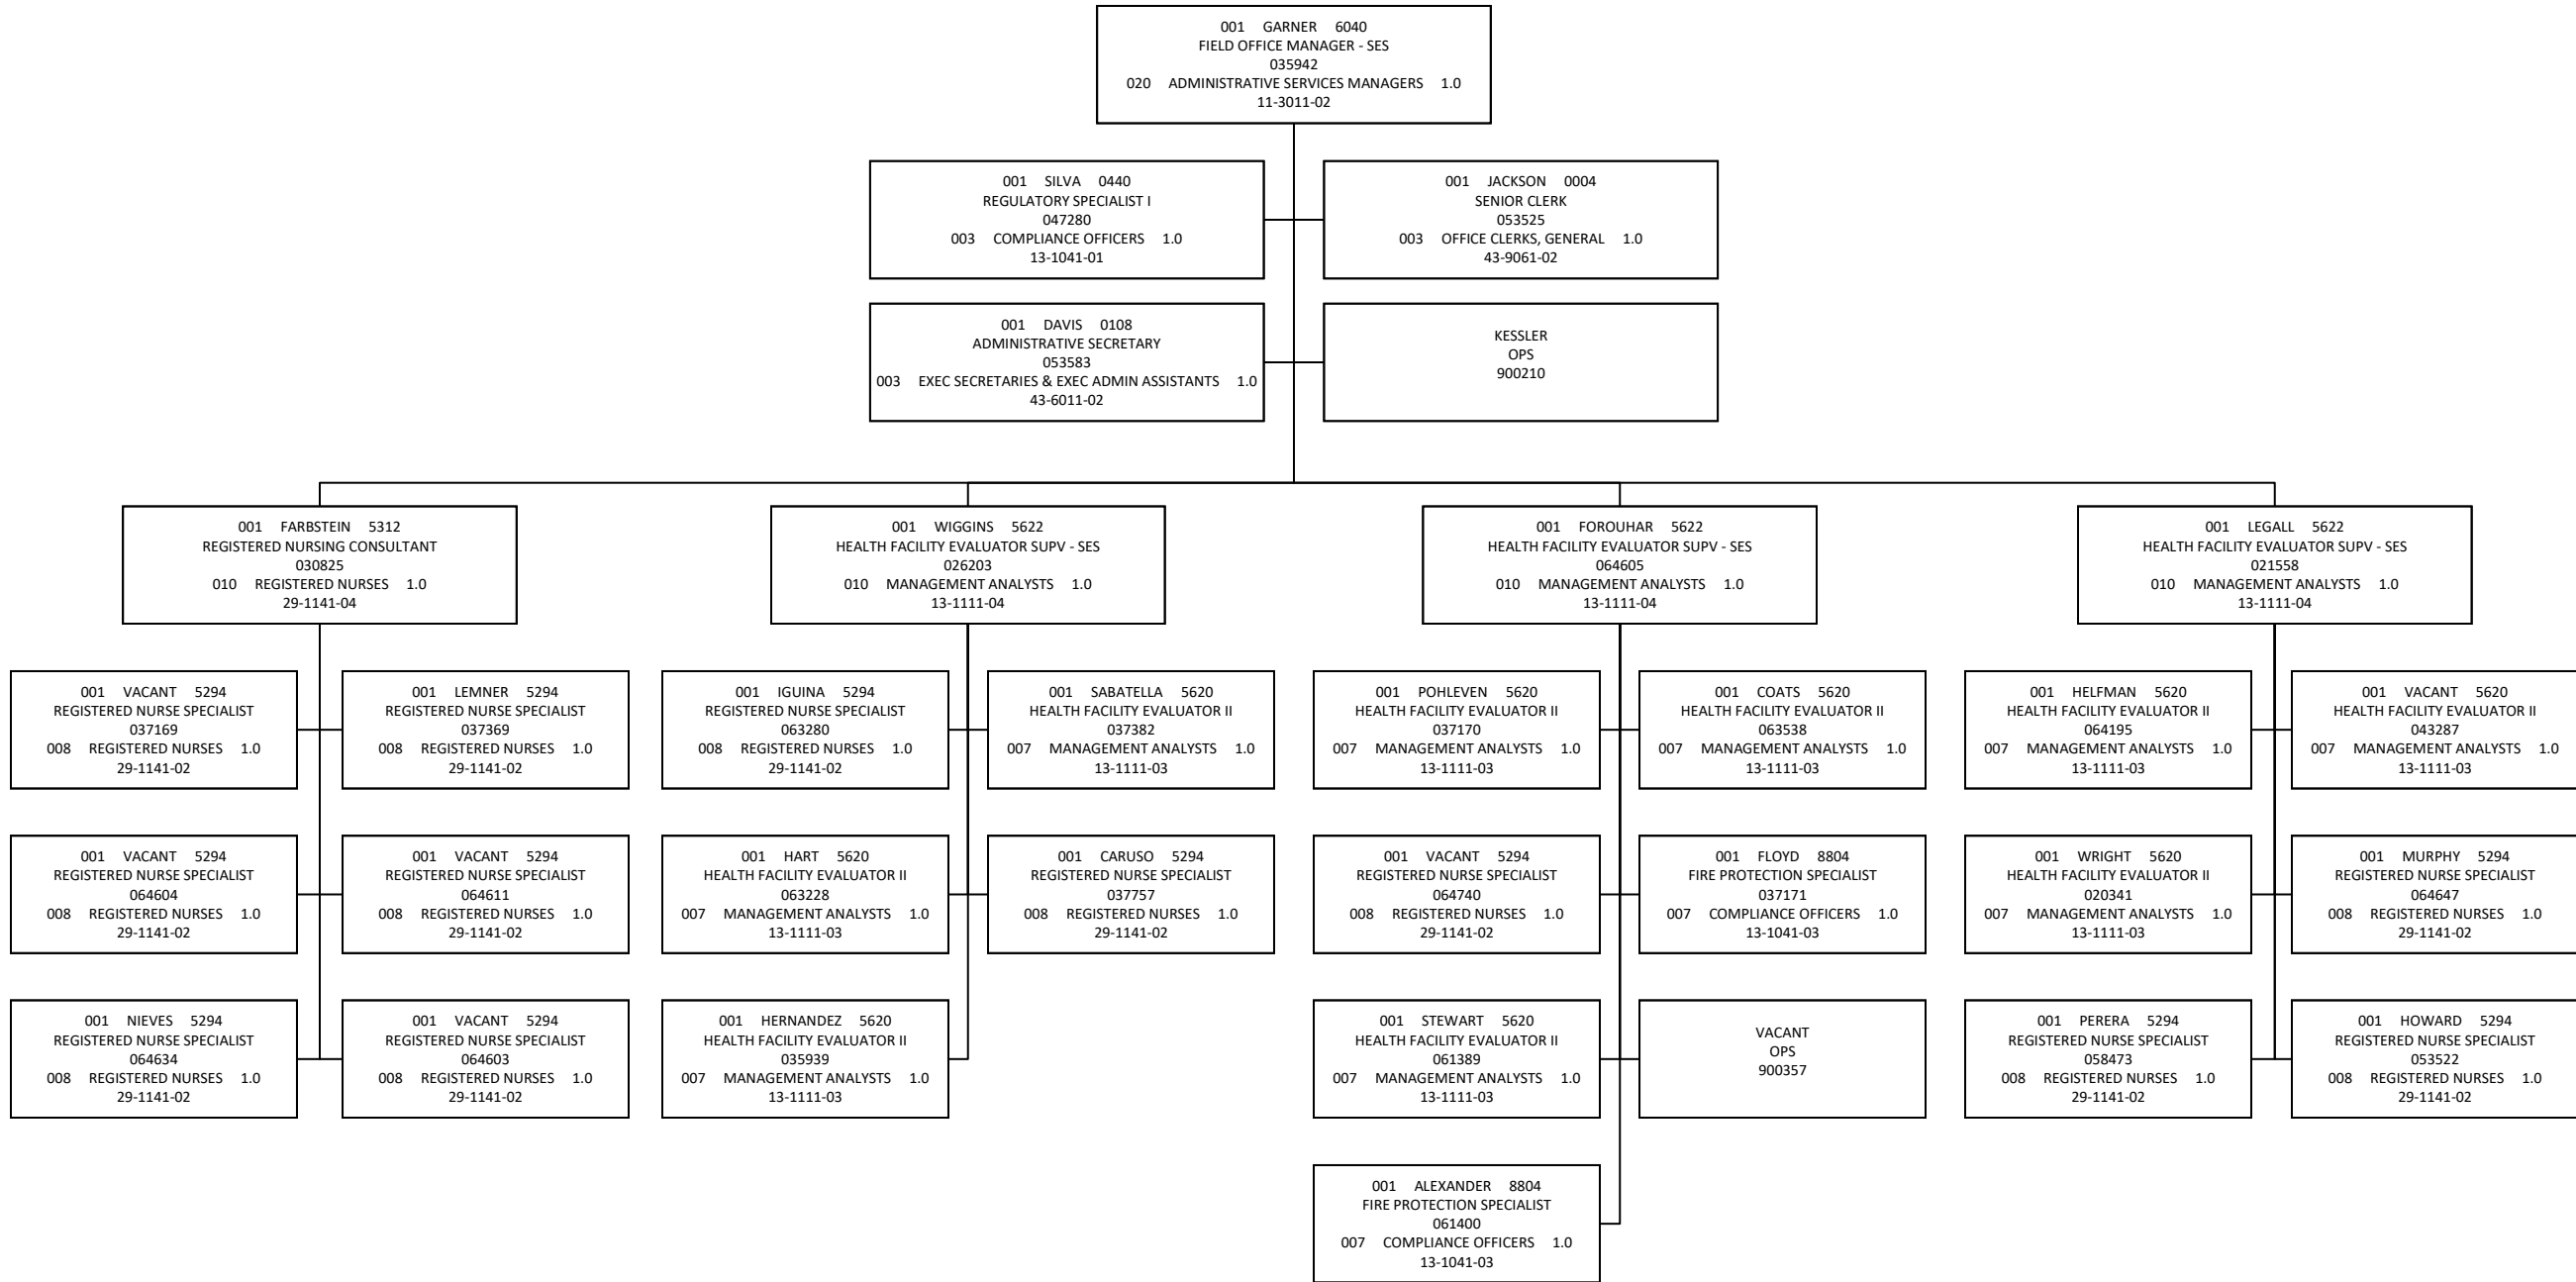 001 GARNER 6040
FIELD OFFICE MANAGER - SES
035942
020 ADMINISTRATIVE SERVICES MANAGERS 1.0
11-3011-02
001 SILVA 0440
REGULATORY SPECIALIST I
047280
003 COMPLIANCE OFFICERS 1.0
13-1041-01
001 JACKSON 0004
SENIOR CLERK
053525
003 OFFICE CLERKS, GENERAL 1.0
43-9061-02
001 DAVIS 0108
ADMINISTRATIVE SECRETARY
053583
003 EXEC SECRETARIES & EXEC ADMIN ASSISTANTS 1.0
43-6011-02
KESSLER
OPS
900210
001 FARBSTEIN 5312
REGISTERED NURSING CONSULTANT
030825
010 REGISTERED NURSES 1.0
29-1141-04
001 WIGGINS 5622
HEALTH FACILITY EVALUATOR SUPV - SES
026203
010 MANAGEMENT ANALYSTS 1.0
13-1111-04
001 FOROUHAR 5622
HEALTH FACILITY EVALUATOR SUPV - SES
064605
010 MANAGEMENT ANALYSTS 1.0
13-1111-04
001 LEGALL 5622
HEALTH FACILITY EVALUATOR SUPV - SES
021558
010 MANAGEMENT ANALYSTS 1.0
13-1111-04
001 VACANT 5294
REGISTERED NURSE SPECIALIST
037169
008 REGISTERED NURSES 1.0
29-1141-02
001 LEMNER 5294
REGISTERED NURSE SPECIALIST
037369
008 REGISTERED NURSES 1.0
29-1141-02
001 IGUINA 5294
REGISTERED NURSE SPECIALIST
063280
008 REGISTERED NURSES 1.0
29-1141-02
001 SABATELLA 5620
HEALTH FACILITY EVALUATOR II
037382
007 MANAGEMENT ANALYSTS 1.0
13-1111-03
001 POHLEVEN 5620
HEALTH FACILITY EVALUATOR II
037170
007 MANAGEMENT ANALYSTS 1.0
13-1111-03
001 COATS 5620
HEALTH FACILITY EVALUATOR II
063538
007 MANAGEMENT ANALYSTS 1.0
13-1111-03
001 HELFMAN 5620
HEALTH FACILITY EVALUATOR II
064195
007 MANAGEMENT ANALYSTS 1.0
13-1111-03
001 VACANT 5620
HEALTH FACILITY EVALUATOR II
043287
007 MANAGEMENT ANALYSTS 1.0
13-1111-03
001 VACANT 5294
REGISTERED NURSE SPECIALIST
064604
008 REGISTERED NURSES 1.0
29-1141-02
001 VACANT 5294
REGISTERED NURSE SPECIALIST
064611
008 REGISTERED NURSES 1.0
29-1141-02
001 HART 5620
HEALTH FACILITY EVALUATOR II
063228
007 MANAGEMENT ANALYSTS 1.0
13-1111-03
001 CARUSO 5294
REGISTERED NURSE SPECIALIST
037757
008 REGISTERED NURSES 1.0
29-1141-02
001 VACANT 5294
REGISTERED NURSE SPECIALIST
064740
008 REGISTERED NURSES 1.0
29-1141-02
001 FLOYD 8804
FIRE PROTECTION SPECIALIST
037171
007 COMPLIANCE OFFICERS 1.0
13-1041-03
001 WRIGHT 5620
HEALTH FACILITY EVALUATOR II
020341
007 MANAGEMENT ANALYSTS 1.0
13-1111-03
001 MURPHY 5294
REGISTERED NURSE SPECIALIST
064647
008 REGISTERED NURSES 1.0
29-1141-02
001 NIEVES 5294
REGISTERED NURSE SPECIALIST
064634
008 REGISTERED NURSES 1.0
29-1141-02
001 VACANT 5294
REGISTERED NURSE SPECIALIST
064603
008 REGISTERED NURSES 1.0
29-1141-02
001 HERNANDEZ 5620
HEALTH FACILITY EVALUATOR II
035939
007 MANAGEMENT ANALYSTS 1.0
13-1111-03
001 STEWART 5620
HEALTH FACILITY EVALUATOR II
061389
007 MANAGEMENT ANALYSTS 1.0
13-1111-03
VACANT
OPS
900357
001 PERERA 5294
REGISTERED NURSE SPECIALIST
058473
008 REGISTERED NURSES 1.0
29-1141-02
001 HOWARD 5294
REGISTERED NURSE SPECIALIST
053522
008 REGISTERED NURSES 1.0
29-1141-02
001 ALEXANDER 8804
FIRE PROTECTION SPECIALIST
061400
007 COMPLIANCE OFFICERS 1.0
13-1041-03